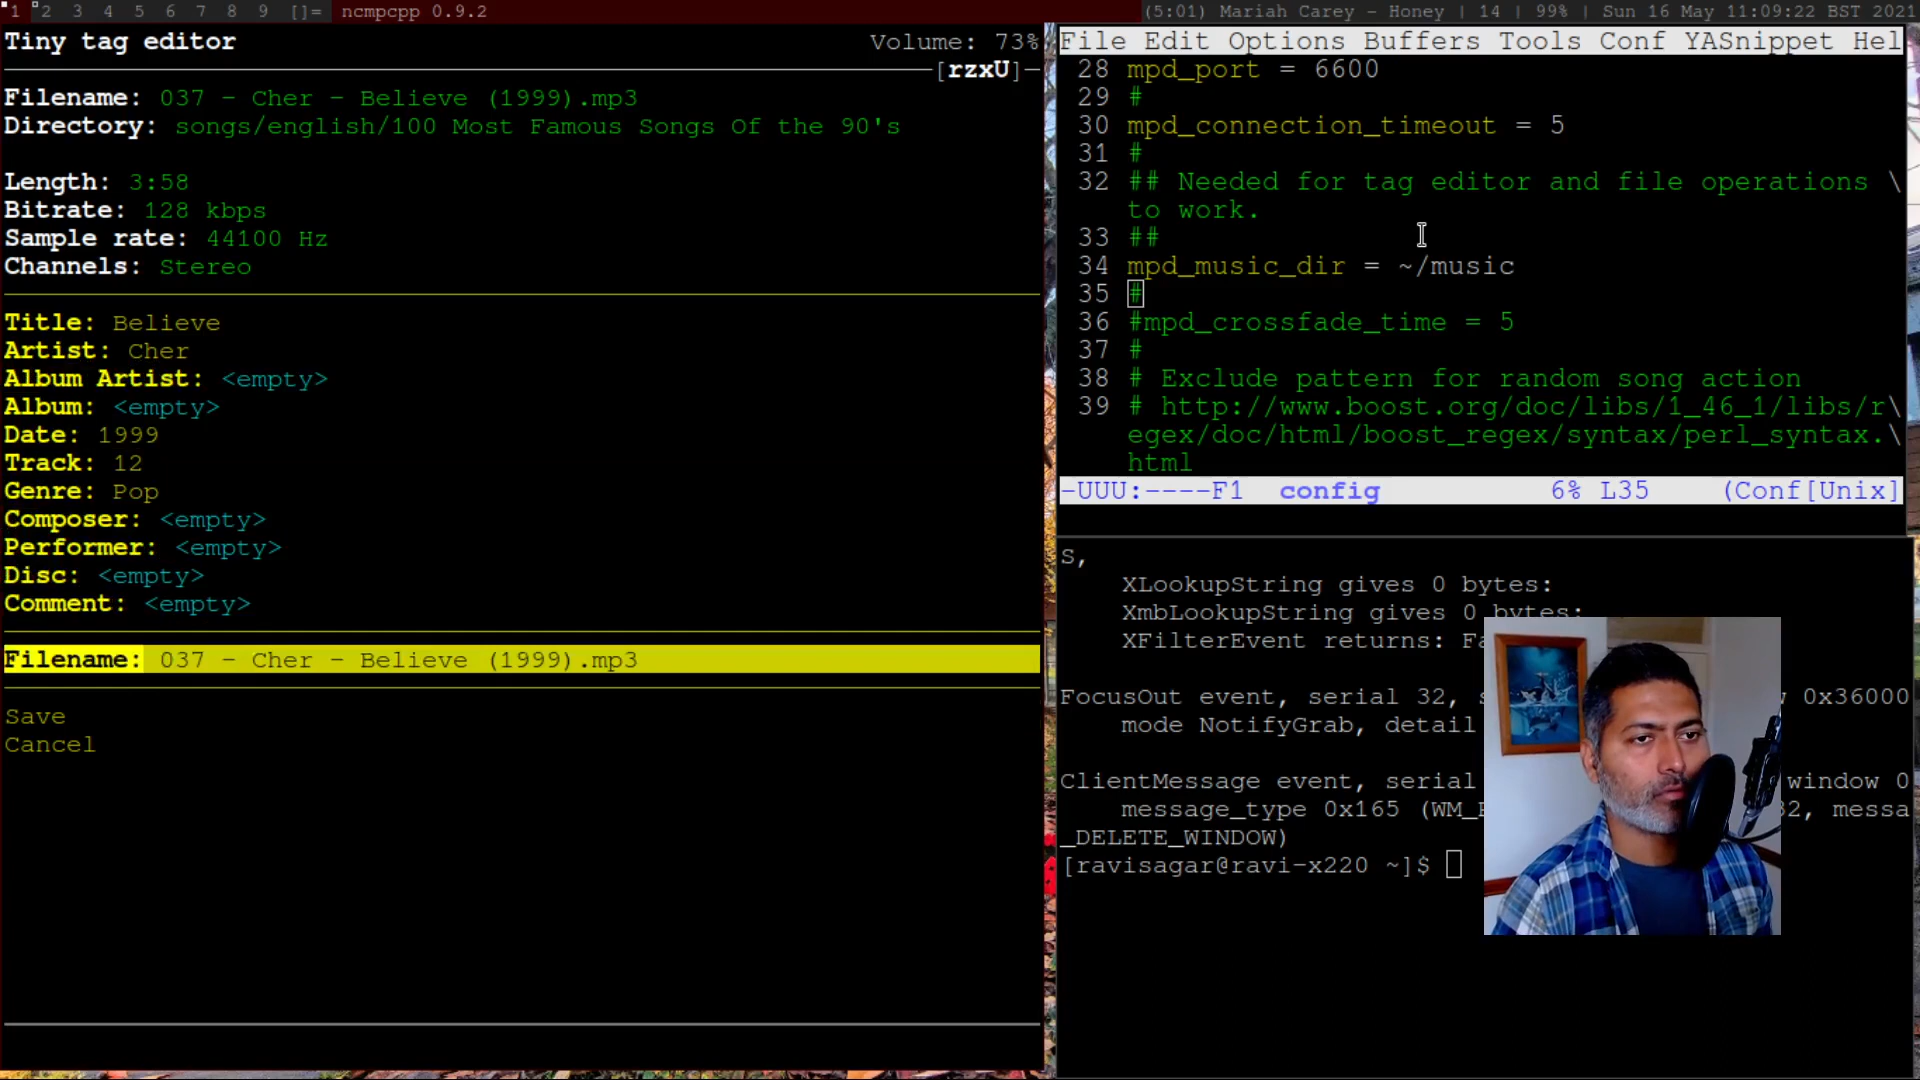 1 2 3 4 5 6 7 8 9 []= ncmpcpp 0.9.2
(5:01) Mariah Carey - Honey | 14 | 99% | Sun 16 May 11:09:22 BST 2021
Tiny tag editor
Volume: 73%
[rzxU]
Filename: 037 - Cher - Believe (1999).mp3
Directory: songs/english/100 Most Famous Songs Of the 90's
Length: 3:58
Bitrate: 128 kbps
Sample rate: 44100 Hz
Channels: Stereo
Title: Believe
Artist: Cher
Album Artist: <empty>
Album: <empty>
Date: 1999
Track: 12
Genre: Pop
Composer: <empty>
Performer: <empty>
Disc: <empty>
Comment: <empty>
Filename: 037 - Cher - Believe (1999).mp3
Save
Cancel
File Edit Options Buffers Tools Conf YASnippet Hel
28 mpd_port = 6600
29 #
30 mpd_connection_timeout = 5
31 #
32 ## Needed for tag editor and file operations \
to work.
33 ##
34 mpd_music_dir = ~/music
35 #
36 #mpd_crossfade_time = 5
37 #
38 # Exclude pattern for random song action
39 # http://www.boost.org/doc/libs/1_46_1/libs/r\
egex/doc/html/boost_regex/syntax/perl_syntax.\
html
-UUU:----F1 config 6% L35 (Conf[Unix]
S,
XLookupString gives 0 bytes:
XmbLookupString gives 0 bytes:
XFilterEvent returns:
FocusOut event, serial 32, 0x36000
mode NotifyGrab, detail
ClientMessage event, serial window 0
message_type 0x165 messa
_DELETE_WINDOW)
[ravisagar@ravi-x220 ~]$